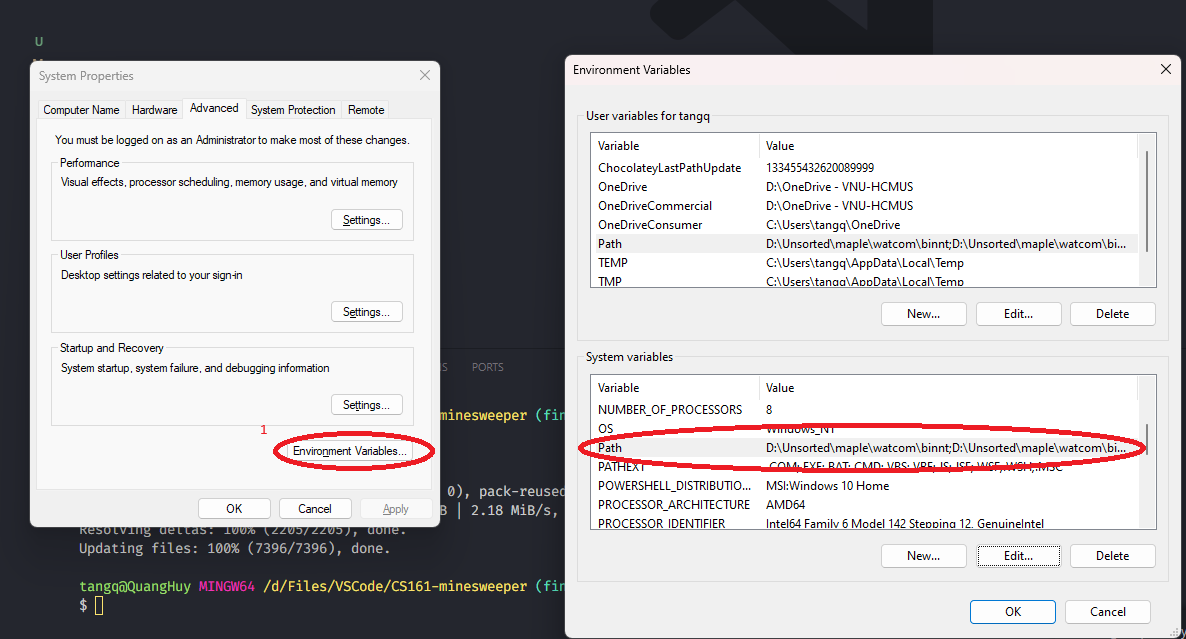 U
System Properties
Computer Name Hardware Advanced System Protection Remote
You must be logged on as an Administrator to make most of these changes.
Performance
Visual effects, processor scheduling, memory usage, and virtual memory
Settings...
User Profiles
Desktop settings related to your sign-in
Settings...
Startup and Recovery
System startup, system failure, and debugging information
Settings...
1
Environment Variables...
OK Cancel Apply
PORTS
minesweeper (fin
0), pack-reused
B | 2.18 MiB/s,
Resolving deltas: 100% (2205/2205), done.
Updating files: 100% (7396/7396), done.
tangq@QuangHuy MINGW64 /d/Files/VSCode/CS161-minesweeper (fin
$
Environment Variables
User variables for tangq
Variable Value
ChocolateyLastPathUpdate 133455432620089999
OneDrive D:\OneDrive - VNU-HCMUS
OneDriveCommercial D:\OneDrive - VNU-HCMUS
OneDriveConsumer C:\Users\tangq\OneDrive
Path D:\Unsorted\maple\watcom\binnt;D:\Unsorted\maple\watcom\bi...
TEMP C:\Users\tangq\AppData\Local\Temp
TMP C:\Users\tangq\AppData\Local\Temp
New... Edit... Delete
System variables
Variable Value
NUMBER_OF_PROCESSORS 8
OS Windows_NT
Path D:\Unsorted\maple\watcom\binnt;D:\Unsorted\maple\watcom\bi...
PATHEXT .COM;.EXE;.BAT;.CMD;.VBS;.VBE;.JS;.JSE;.WSF;.WSH;.MSC
POWERSHELL_DISTRIBUTIO... MSI:Windows 10 Home
PROCESSOR_ARCHITECTURE AMD64
PROCESSOR_IDENTIFIER Intel64 Family 6 Model 142 Stepping 12, GenuineIntel
New... Edit... Delete
OK Cancel